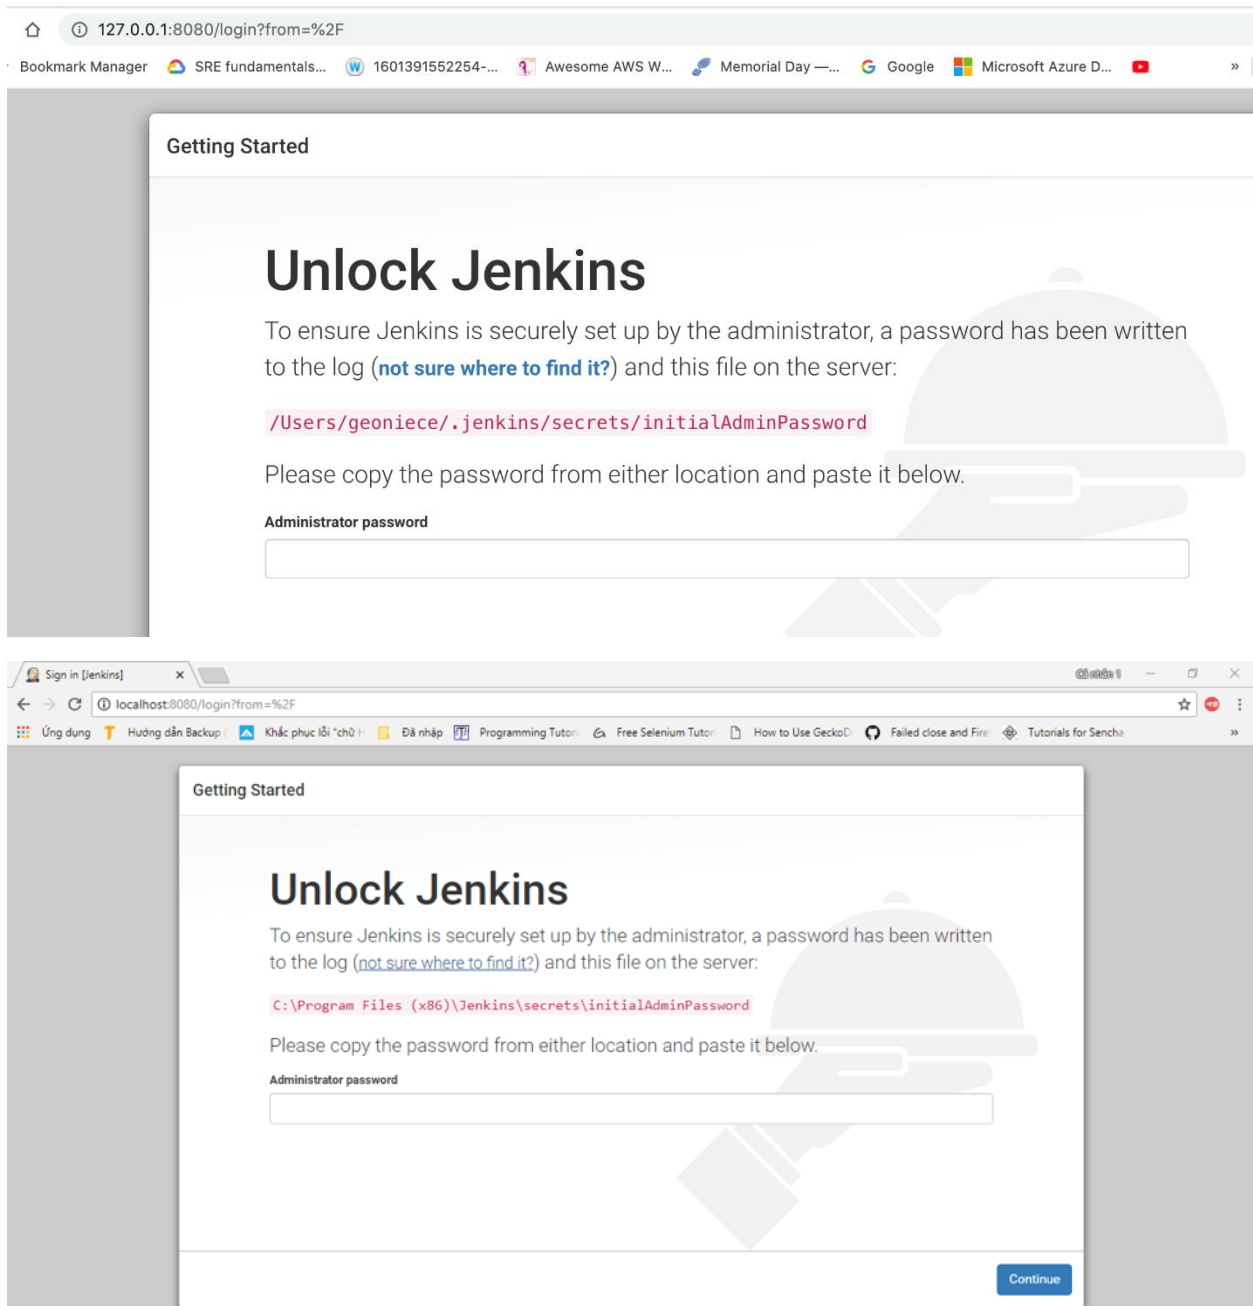 127.0.0.1:8080/login?from=%2F
Bookmark Manager SRE fundamentals... 1601391552254-... Awesome AWS W... Memorial Day —... Google Microsoft Azure D... »
Getting Started
Unlock Jenkins
To ensure Jenkins is securely set up by the administrator, a password has been written
to the log (not sure where to find it?) and this file on the server:
/Users/geoniece/.jenkins/secrets/initialAdminPassword
Please copy the password from either location and paste it below.
Administrator password
Sign in [Jenkins] Cá nhân 1
localhost:8080/login?from=%2F
Ứng dụng Hướng dẫn Backup ( Khắc phục lỗi "chữ H Đã nhập Programming Tutori Free Selenium Tutori How to Use GeckoD Failed close and Fire Tutorials for Sencha »
Getting Started
Unlock Jenkins
To ensure Jenkins is securely set up by the administrator, a password has been written
to the log (not sure where to find it?) and this file on the server:
C:\Program Files (x86)\Jenkins\secrets\initialAdminPassword
Please copy the password from either location and paste it below.
Administrator password
Continue